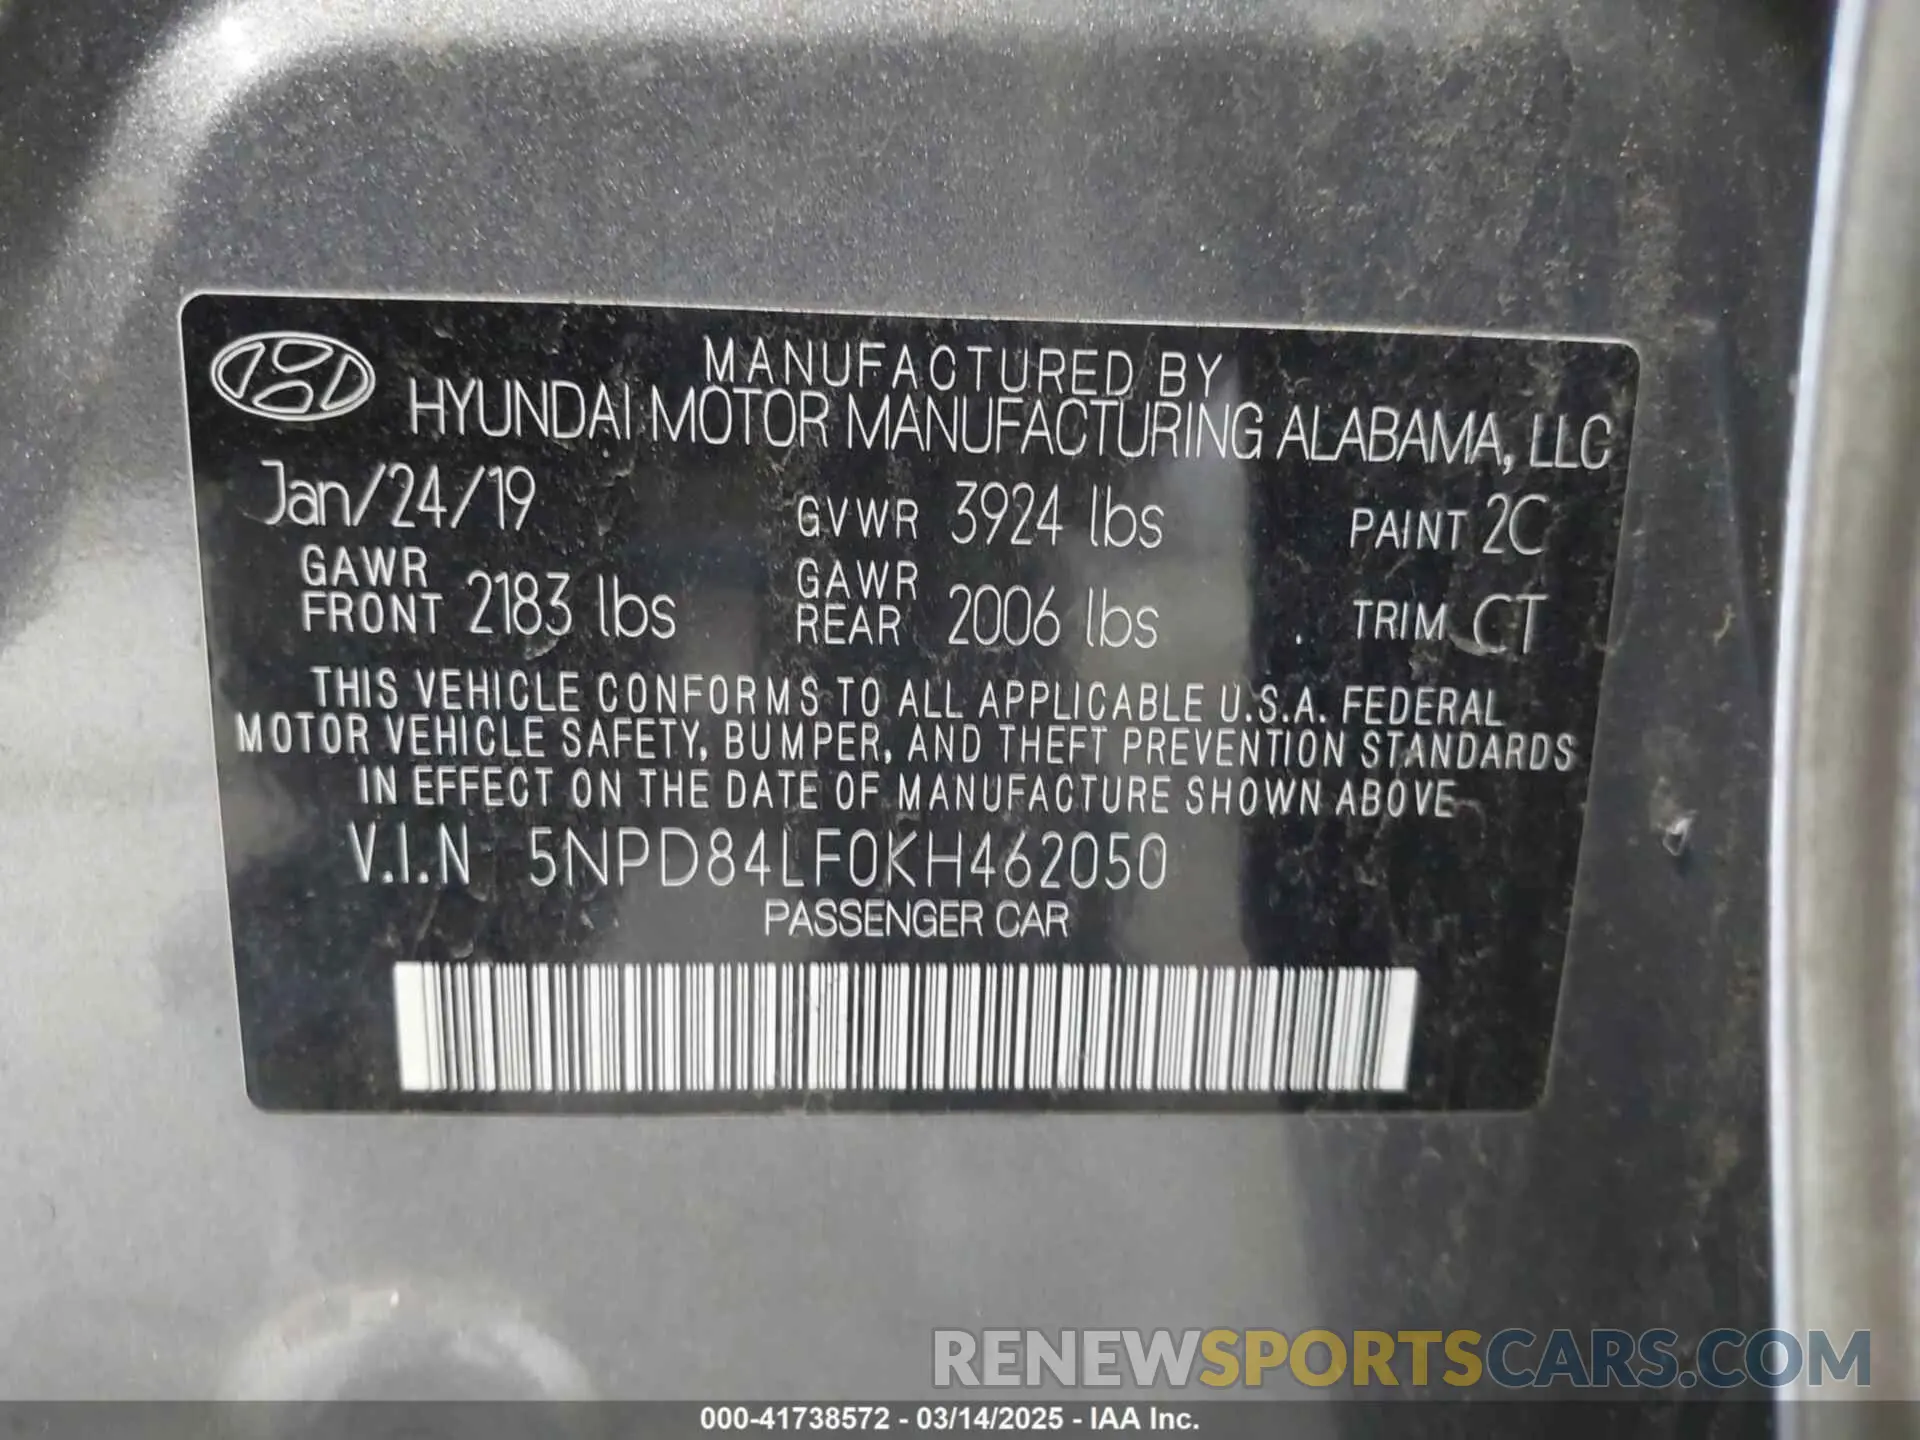 MANUFACTURED BY
HYUNDAI MOTOR MANUFACTURING ALABAMA, LLC
Jan/24/19 GVWR 3924 lbs PAINT 2C
GAWR FRONT 2183 lbs GAWR REAR 2006 lbs TRIM CT
THIS VEHICLE CONFORMS TO ALL APPLICABLE U.S.A. FEDERAL
MOTOR VEHICLE SAFETY, BUMPER, AND THEFT PREVENTION STANDARDS
IN EFFECT ON THE DATE OF MANUFACTURE SHOWN ABOVE
V.I.N 5NPD84LF0KH462050
PASSENGER CAR
RENEWSPORTSCARS.COM
000-41738572 - 03/14/2025 - IAA Inc.